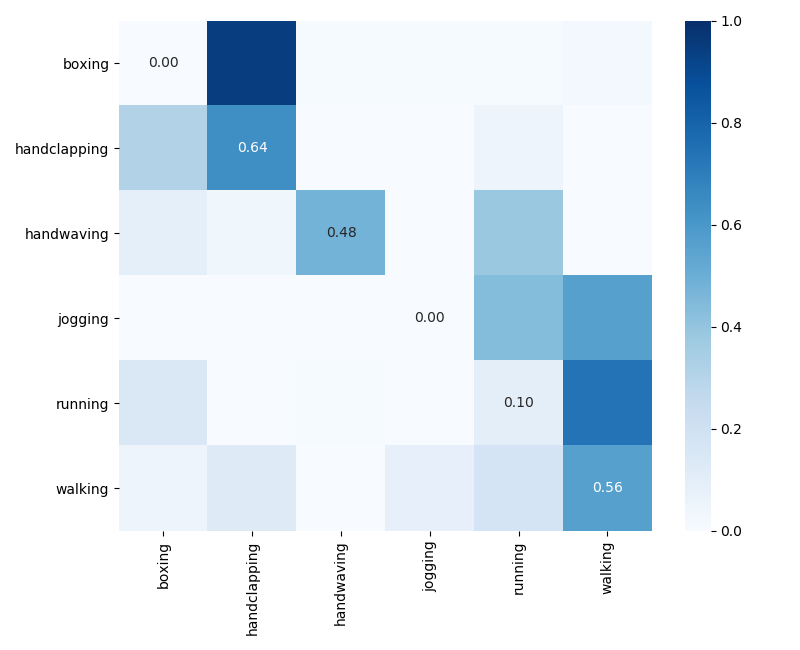 boxing 0.00
handclapping 0.64
handwaving 0.48
jogging 0.00
running 0.10
walking 0.56
boxing
handclapping
handwaving
jogging
running
walking
1.0
0.8
0.6
0.4
0.2
0.0